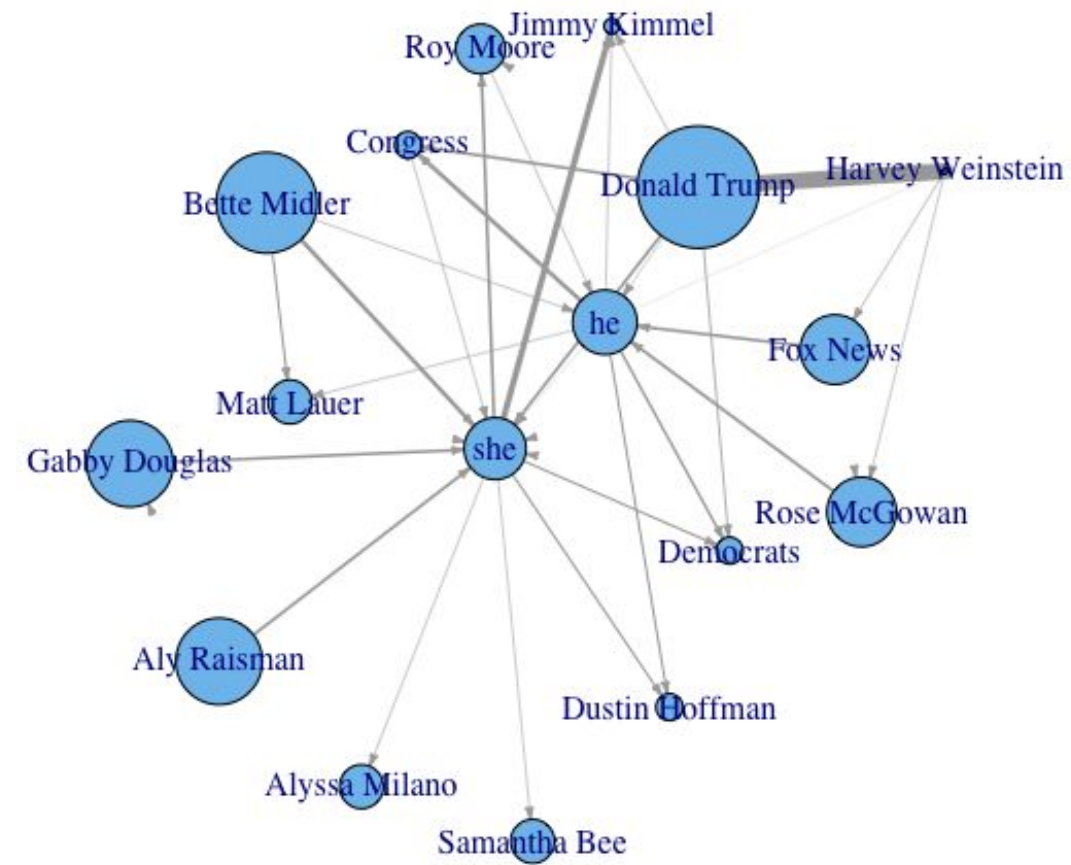 Jimmy Kimmel
Roy Moore
Congress
Donald Trump
Harvey Weinstein
Bette Midler
he
Fox News
Matt Lauer
she
Gabby Douglas
Rose McGowan
Democrats
Aly Raisman
Dustin Hoffman
Alyssa Milano
Samantha Bee